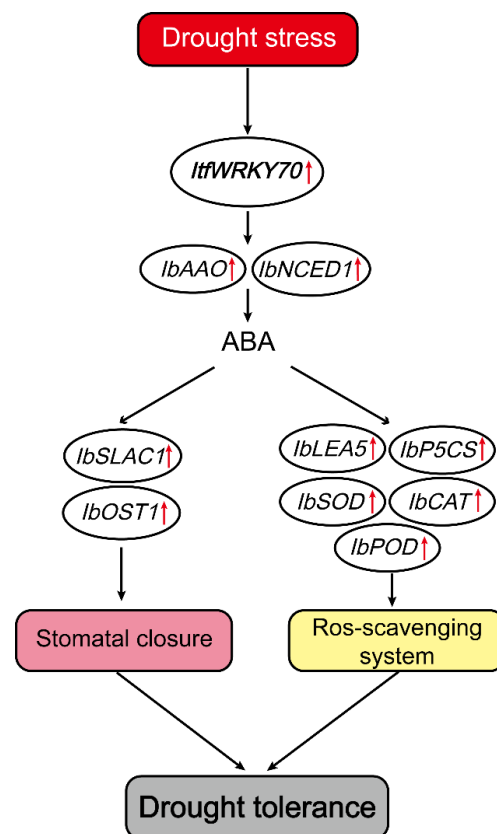 Drought stress
ItfWRKY70↑
IbAAO↑ IbNCED1↑
ABA
IbSLAC1↑
IbOST1↑
IbLEA5↑ IbP5CS↑
IbSOD↑ IbCAT↑
IbPOD↑
Stomatal closure
Ros-scavenging
system
Drought tolerance